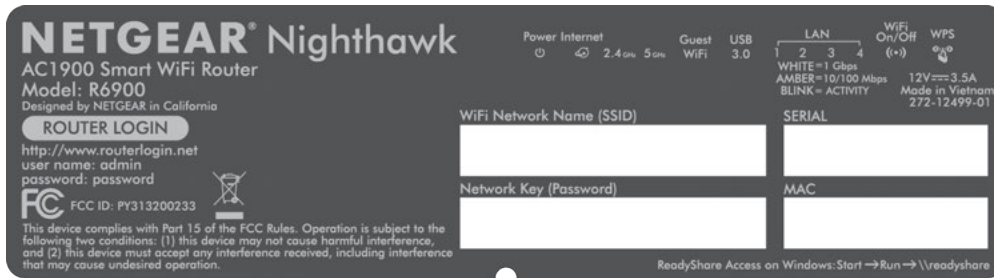 NETGEAR® Nighthawk
AC1900 Smart WiFi Router
Model: R6900
Designed by NETGEAR in California
ROUTER LOGIN
http://www.routerlogin.net
user name: admin
password: password
FC FCC ID: PY313200233
This device complies with Part 15 of the FCC Rules. Operation is subject to the
following two conditions: (1) this device may not cause harmful interference,
and (2) this device must accept any interference received, including interference
that may cause undesired operation.
Power Internet
2.4 GHz 5 GHz
Guest
WiFi
USB
3.0
LAN
1 2 3 4
WHITE=1 Gbps
AMBER=10/100 Mbps
BLINK= ACTIVITY
WiFi
On/Off
WPS
12V⎓3.5A
Made in Vietnam
272-12499-01
WiFi Network Name (SSID)
SERIAL
Network Key (Password)
MAC
ReadyShare Access on Windows:Start →Run→\\readyshare